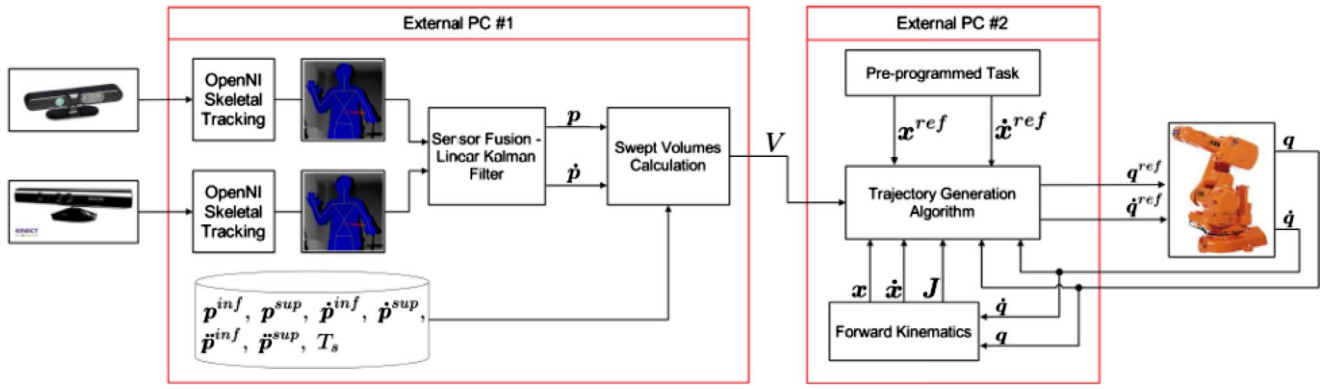 External PC #1
External PC #2
OpenNI
Skeletal
Tracking
OpenNI
Skeletal
Tracking
KINECT
Sensor Fusion -
Linear Kalman
Filter
p
ṗ
Swept Volumes
Calculation
p^{inf}, p^{sup}, ṗ^{inf}, ṗ^{sup},
p̈^{inf}, p̈^{sup}, T_s
V
Pre-programmed Task
x^{ref} ẋ^{ref}
Trajectory Generation
Algorithm
x ẋ J
Forward Kinematics
q̇
q
q^{ref}
q̇^{ref}
ABB
q
q̇